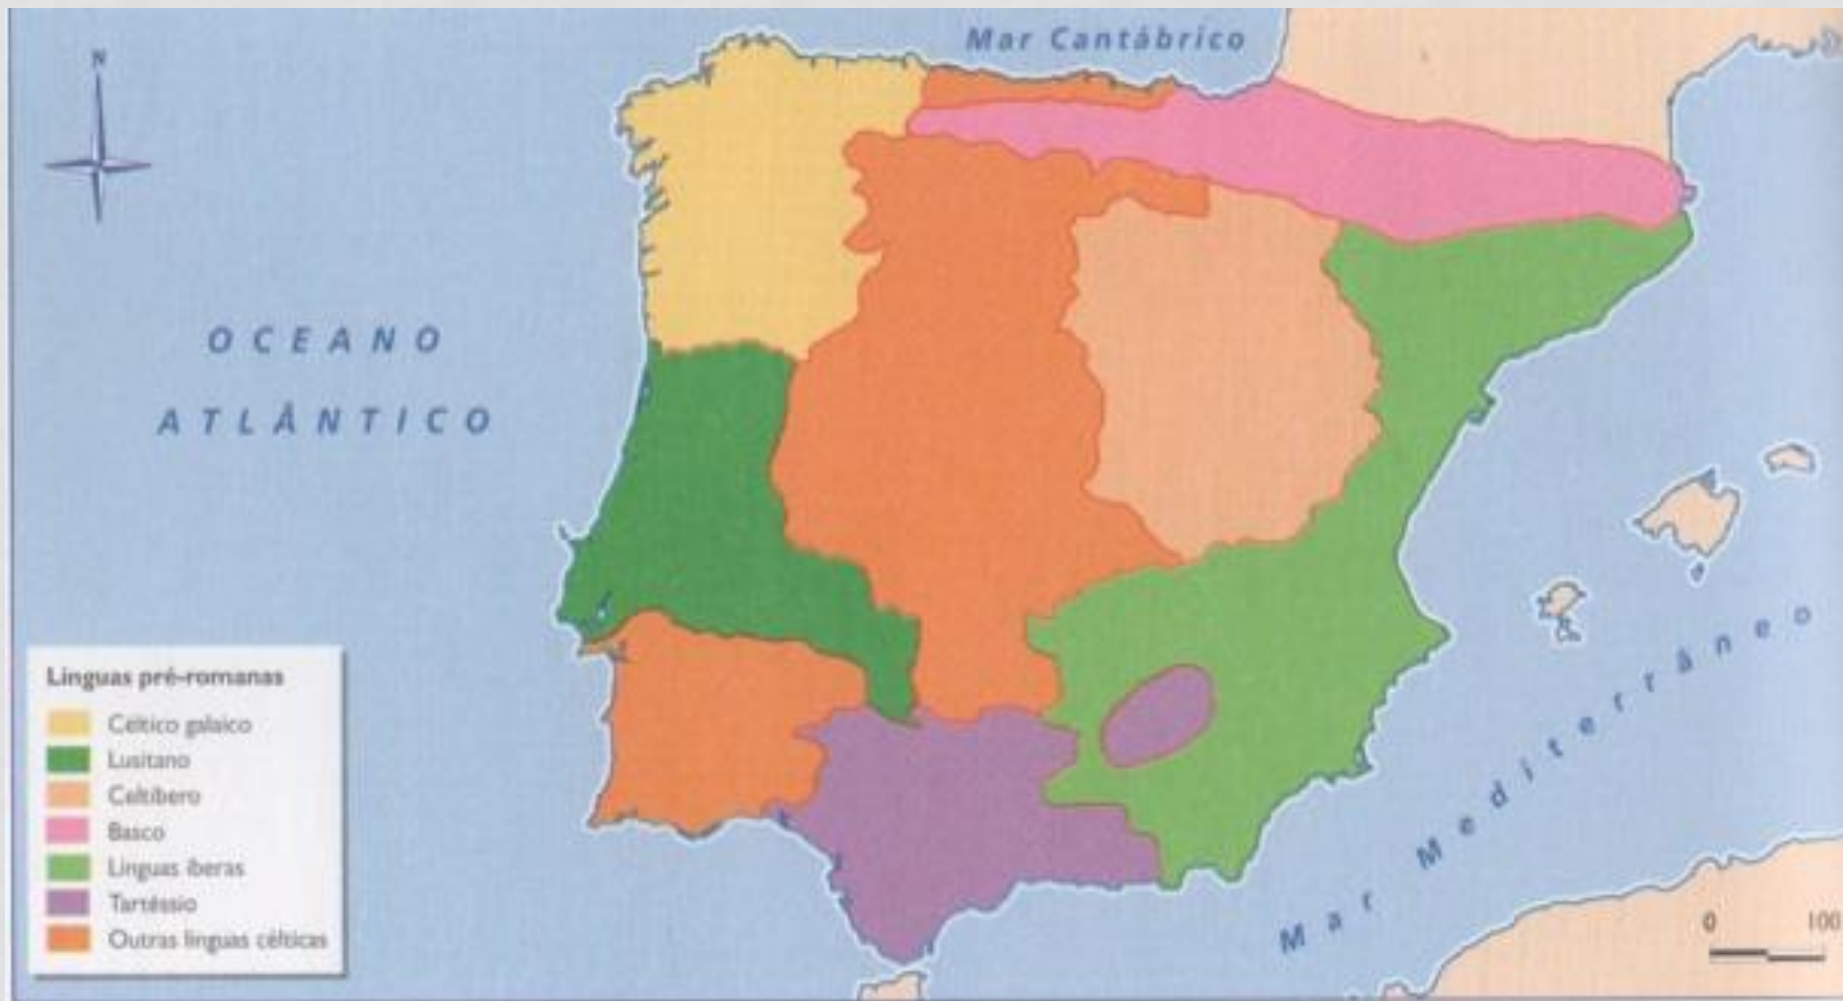 Mar Cantábrico
N
OCEANO
ATLÂNTICO
Mar Mediterrâneo
Linguas pré-romanas
Céltico galaico
Lusitano
Celtibero
Basco
Linguas iberas
Tartéssio
Outras linguas célticas
0 100